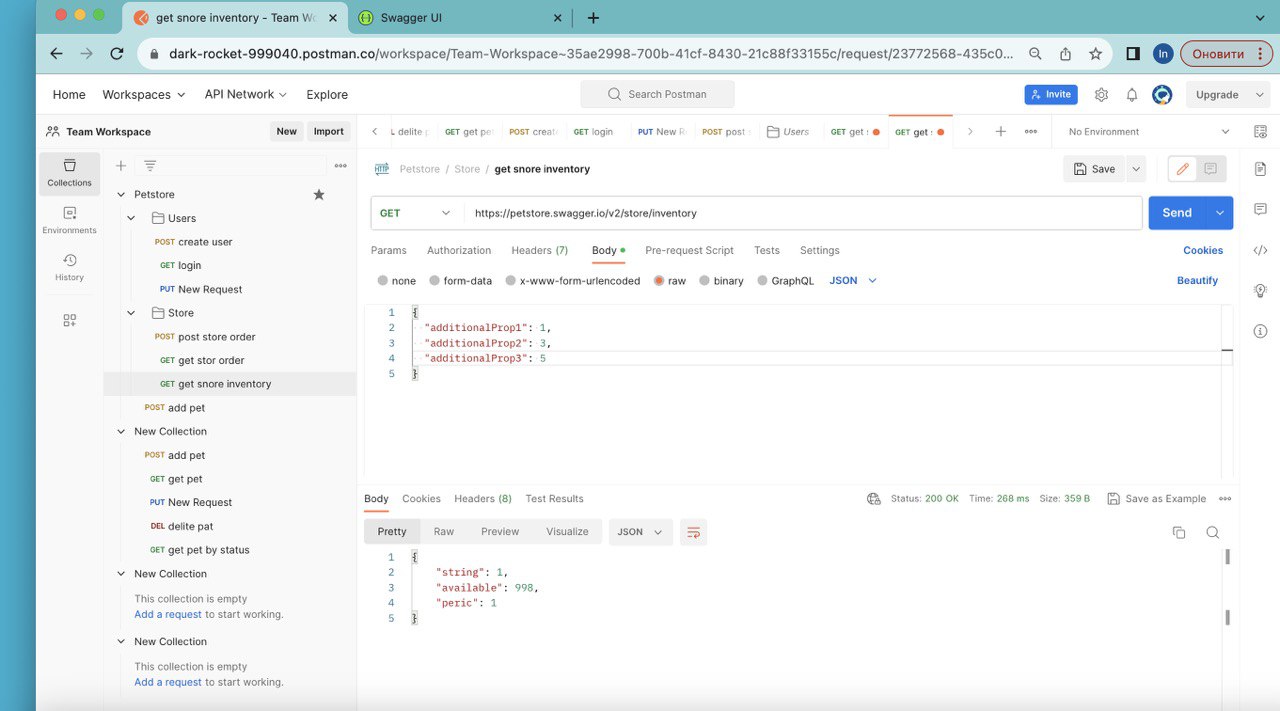 get snore inventory - Team Wo
Swagger UI
dark-rocket-999040.postman.co/workspace/Team-Workspace~35ae2998-700b-41cf-8430-21c88f33155c/request/23772568-435c0...
In
Оновити
Home
Workspaces
API Network
Explore
Search Postman
Invite
Upgrade
Team Workspace
New
Import
delite p
GET get pe
POST create
GET login
PUT New R
POST post s
Users
GET get s
GET get s
No Environment
Collections
Environments
History
Petstore
Users
POST create user
GET login
PUT New Request
Store
POST post store order
GET get stor order
GET get snore inventory
POST add pet
New Collection
POST add pet
GET get pet
PUT New Request
DEL delite pat
GET get pet by status
New Collection
This collection is empty
Add a request to start working.
New Collection
This collection is empty
Add a request to start working.
HTTP
Petstore / Store / get snore inventory
Save
GET
https://petstore.swagger.io/v2/store/inventory
Send
Params
Authorization
Headers (7)
Body
Pre-request Script
Tests
Settings
Cookies
none
form-data
x-www-form-urlencoded
raw
binary
GraphQL
JSON
Beautify
1 {
2 "additionalProp1": 1,
3 "additionalProp2": 3,
4 "additionalProp3": 5
5 }
Body
Cookies
Headers (8)
Test Results
Status: 200 OK
Time: 268 ms
Size: 359 B
Save as Example
Pretty
Raw
Preview
Visualize
JSON
1 {
2 "string": 1,
3 "available": 998,
4 "peric": 1
5 }